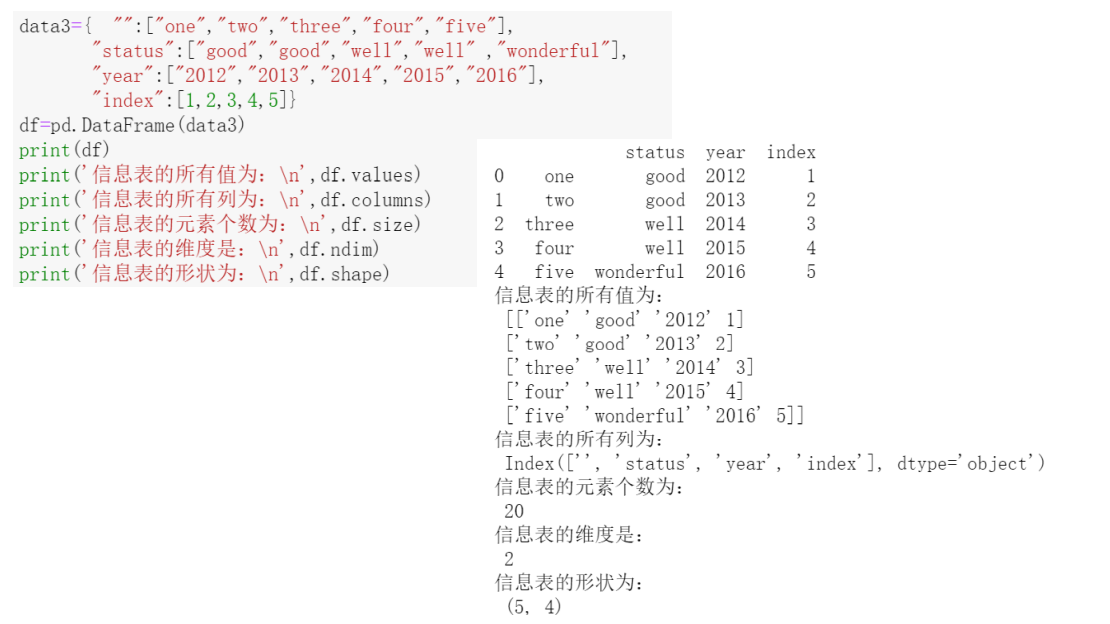 data3={  "":["one","two","three","four","five"],
"status":["good","good","well","well" ,"wonderful"],
"year":["2012","2013","2014","2015","2016"],
"index":[1,2,3,4,5]}
df=pd.DataFrame(data3)
print(df)
print('信息表的所有值为：\n',df.values)
print('信息表的所有列为：\n',df.columns)
print('信息表的元素个数为：\n',df.size)
print('信息表的维度是：\n',df.ndim)
print('信息表的形状为：\n',df.shape)
status  year  index
0    one       good  2012      1
1    two       good  2013      2
2  three       well  2014      3
3   four       well  2015      4
4   five  wonderful  2016      5
信息表的所有值为：
[['one' 'good' '2012' 1]
['two' 'good' '2013' 2]
['three' 'well' '2014' 3]
['four' 'well' '2015' 4]
['five' 'wonderful' '2016' 5]]
信息表的所有列为：
Index(['', 'status', 'year', 'index'], dtype='object')
信息表的元素个数为：
20
信息表的维度是：
2
信息表的形状为：
(5, 4)